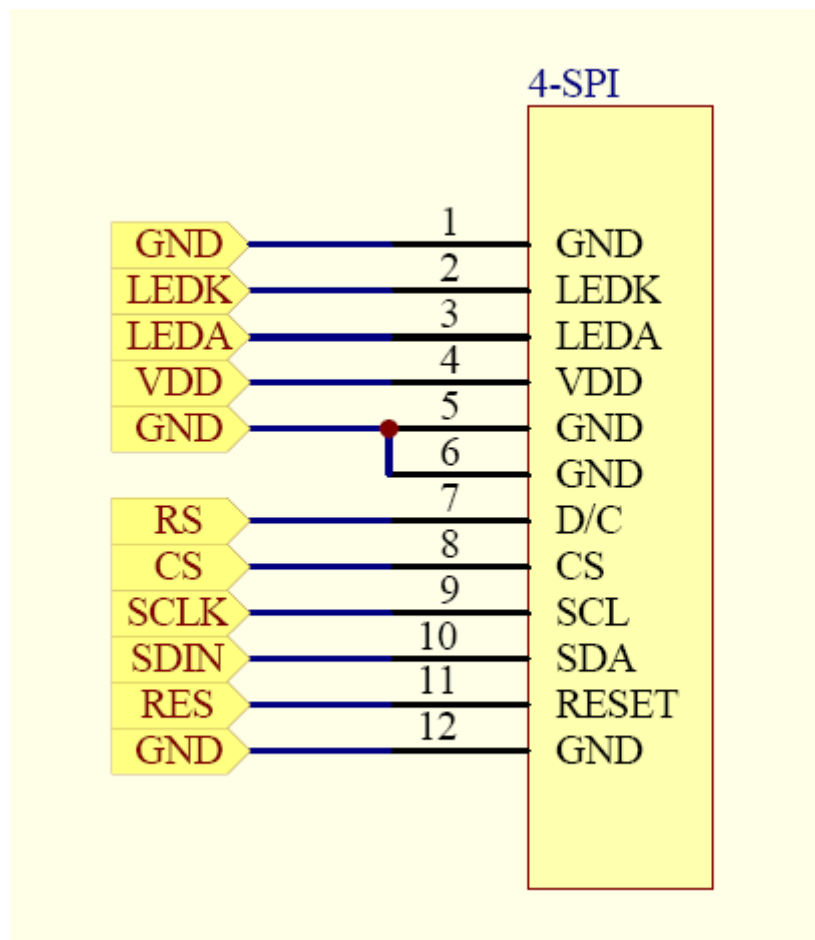 4-SPI
GND 1 GND
LEDK 2 LEDK
LEDA 3 LEDA
VDD 4 VDD
GND 5 GND
6 GND
RS 7 D/C
CS 8 CS
SCLK 9 SCL
SDIN 10 SDA
RES 11 RESET
GND 12 GND